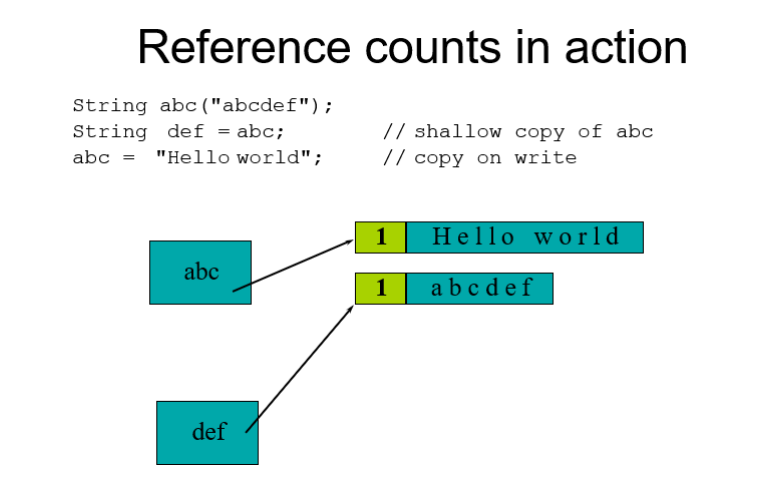 Reference counts in action
String abc("abcdef");
String def = abc; // shallow copy of abc
abc = "Hello world"; // copy on write
1 Hello world
abc
1 abcdef
def